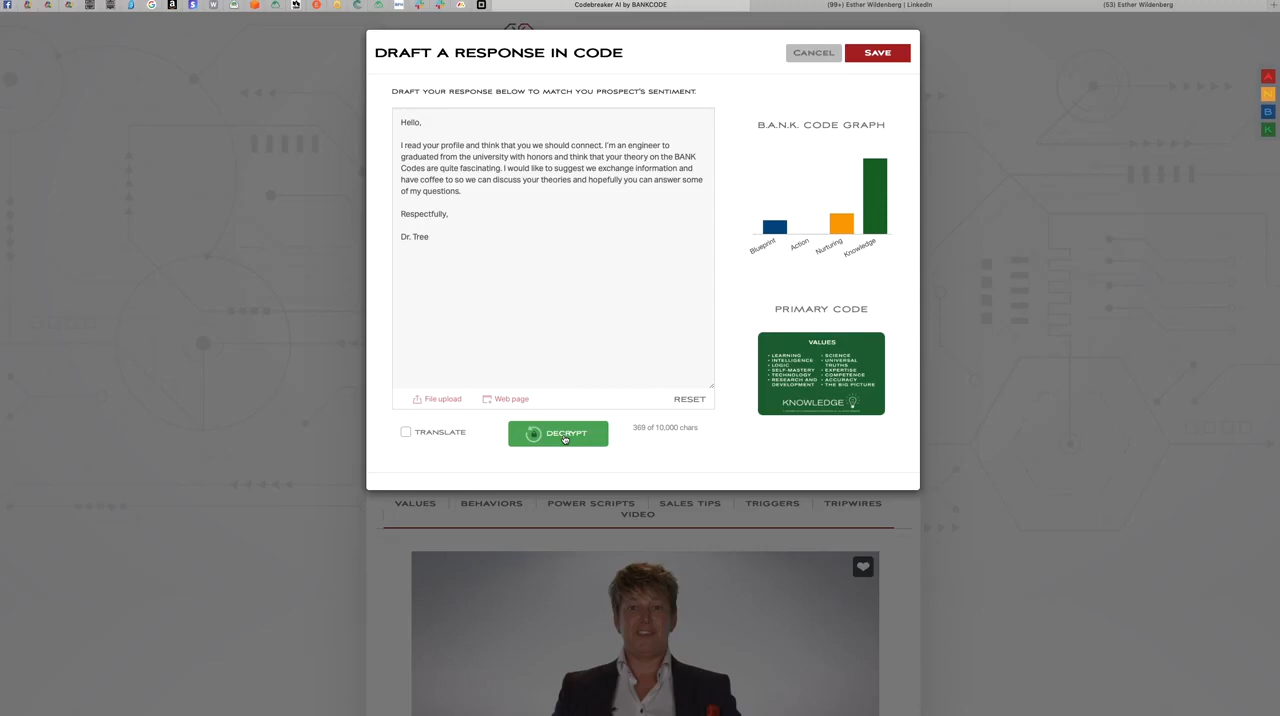 Codebreaker AI by BANKCODE
(99+) Esther Wildenberg | LinkedIn
(53) Esther Wildenberg
DRAFT A RESPONSE IN CODE
CANCEL
SAVE
DRAFT YOUR RESPONSE BELOW TO MATCH YOU PROSPECT'S SENTIMENT.
Hello,
I read your profile and think that you we should connect. I'm an engineer to
graduated from the university with honors and think that your theory on the BANK
Codes are quite fascinating. I would like to suggest we exchange information and
have coffee to so we can discuss your theories and hopefully you can answer some
of my questions.
Respectfully,
Dr. Tree
File upload
Web page
RESET
TRANSLATE
DECRYPT
369 of 10,000 chars
B.A.N.K. CODE GRAPH
Blueprint
Action
Nurturing
Knowledge
PRIMARY CODE
VALUES
• LEARNING
• INTELLIGENCE
• LOGIC
• SELF-MASTERY
• TECHNOLOGY
• RESEARCH AND
DEVELOPMENT
• SCIENCE
• UNIVERSAL
TRUTHS
• EXPERTISE
• COMPETENCE
• ACCURACY
• THE BIG PICTURE
KNOWLEDGE
A
N
B
K
VALUES
BEHAVIORS
POWER SCRIPTS
SALES TIPS
TRIGGERS
TRIPWIRES
VIDEO